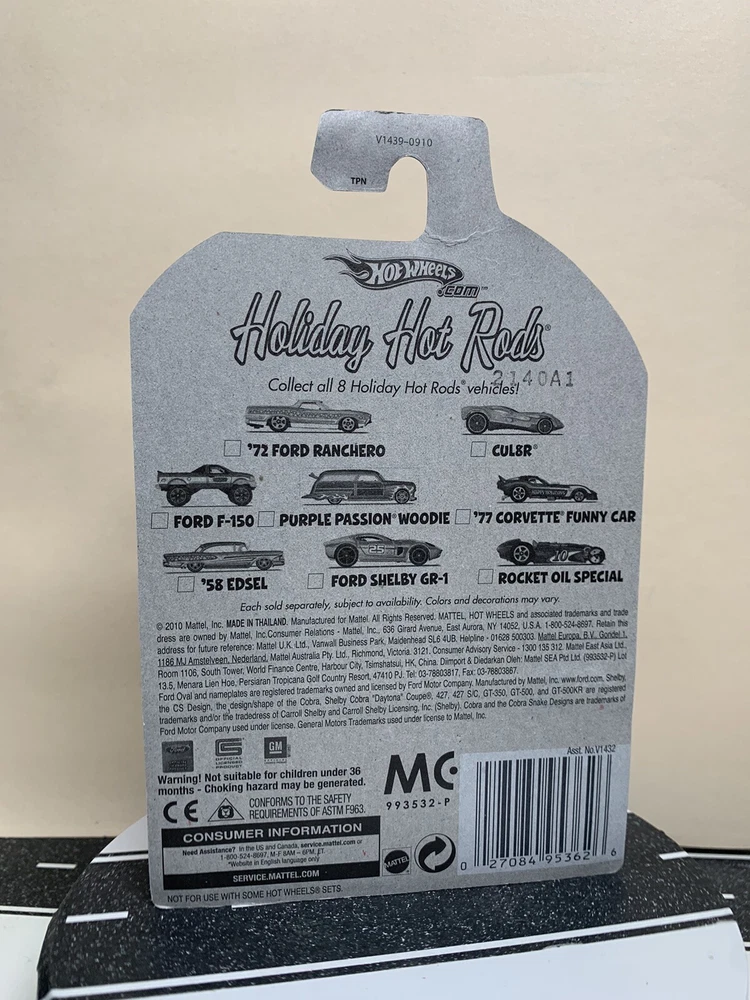 V1439-0910
TPN
HOT WHEELS
.COM™
Holiday Hot Rods®
2140A1
Collect all 8 Holiday Hot Rods® vehicles!
'72 FORD RANCHERO
CUL8R®
FORD F-150
PURPLE PASSION® WOODIE
'77 CORVETTE® FUNNY CAR
25
10
'58 EDSEL
FORD SHELBY GR-1
ROCKET OIL SPECIAL
Each sold separately, subject to availability. Colors and decorations may vary.
© 2010 Mattel, Inc. MADE IN THAILAND. Manufactured for Mattel. All Rights Reserved. MATTEL, HOT WHEELS and associated trademarks and trade
dress are owned by Mattel, Inc.Consumer Relations - Mattel, Inc., 636 Girard Avenue, East Aurora, NY 14052, U.S.A. 1-800-524-8697. Retain this
address for future reference: Mattel U.K. Ltd., Vanwall Business Park, Maidenhead SL6 4UB. Helpline - 01628 500303. Mattel Europa, B.V., Gondel 1,
1186 MJ Amstelveen, Nederland. Mattel Australia Pty. Ltd., Richmond, Victoria. 3121. Consumer Advisory Service - 1300 135 312. Mattel East Asia Ltd.,
Room 1106, South Tower, World Finance Centre, Harbour City, Tsimshatsui, HK, China. Diimport & Diedarkan Oleh: Mattel SEA Ptd Ltd. (993532-P) Lot
13.5, Menara Lien Hoe, Persiaran Tropicana Golf Country Resort, 47410 PJ. Tel: 03-78803817, Fax: 03-78803867.
Ford Oval and nameplates are registered trademarks owned and licensed by Ford Motor Company. Manufactured by Mattel, Inc. www.ford.com. Shelby,
the CS Design, the design/shape of the Cobra, Shelby Cobra "Daytona" Coupe®, 427, 427 S/C, GT-350, GT-500, and GT-500KR are registered
trademarks and/or the tradedress of Carroll Shelby and Carroll Shelby Licensing, Inc. (Shelby). Cobra and the Cobra Snake Designs are trademarks of
Ford Motor Company used under license. General Motors Trademarks used under license to Mattel, Inc.
OFFICIAL
LICENSED
PRODUCT
GM
Asst. No.V1432
Warning! Not suitable for children under 36
months - Choking hazard may be generated.
MC
993532-P
CE
CONFORMS TO THE SAFETY
REQUIREMENTS OF ASTM F963.
CONSUMER INFORMATION
Need Assistance? In the US and Canada, service.mattel.com or
1-800-524-8697, M-F 8AM – 6PM, ET.
*Website in English language only
SERVICE.MATTEL.COM
MATTEL
0 27084 95362 6
NOT FOR USE WITH SOME HOT WHEELS® SETS.